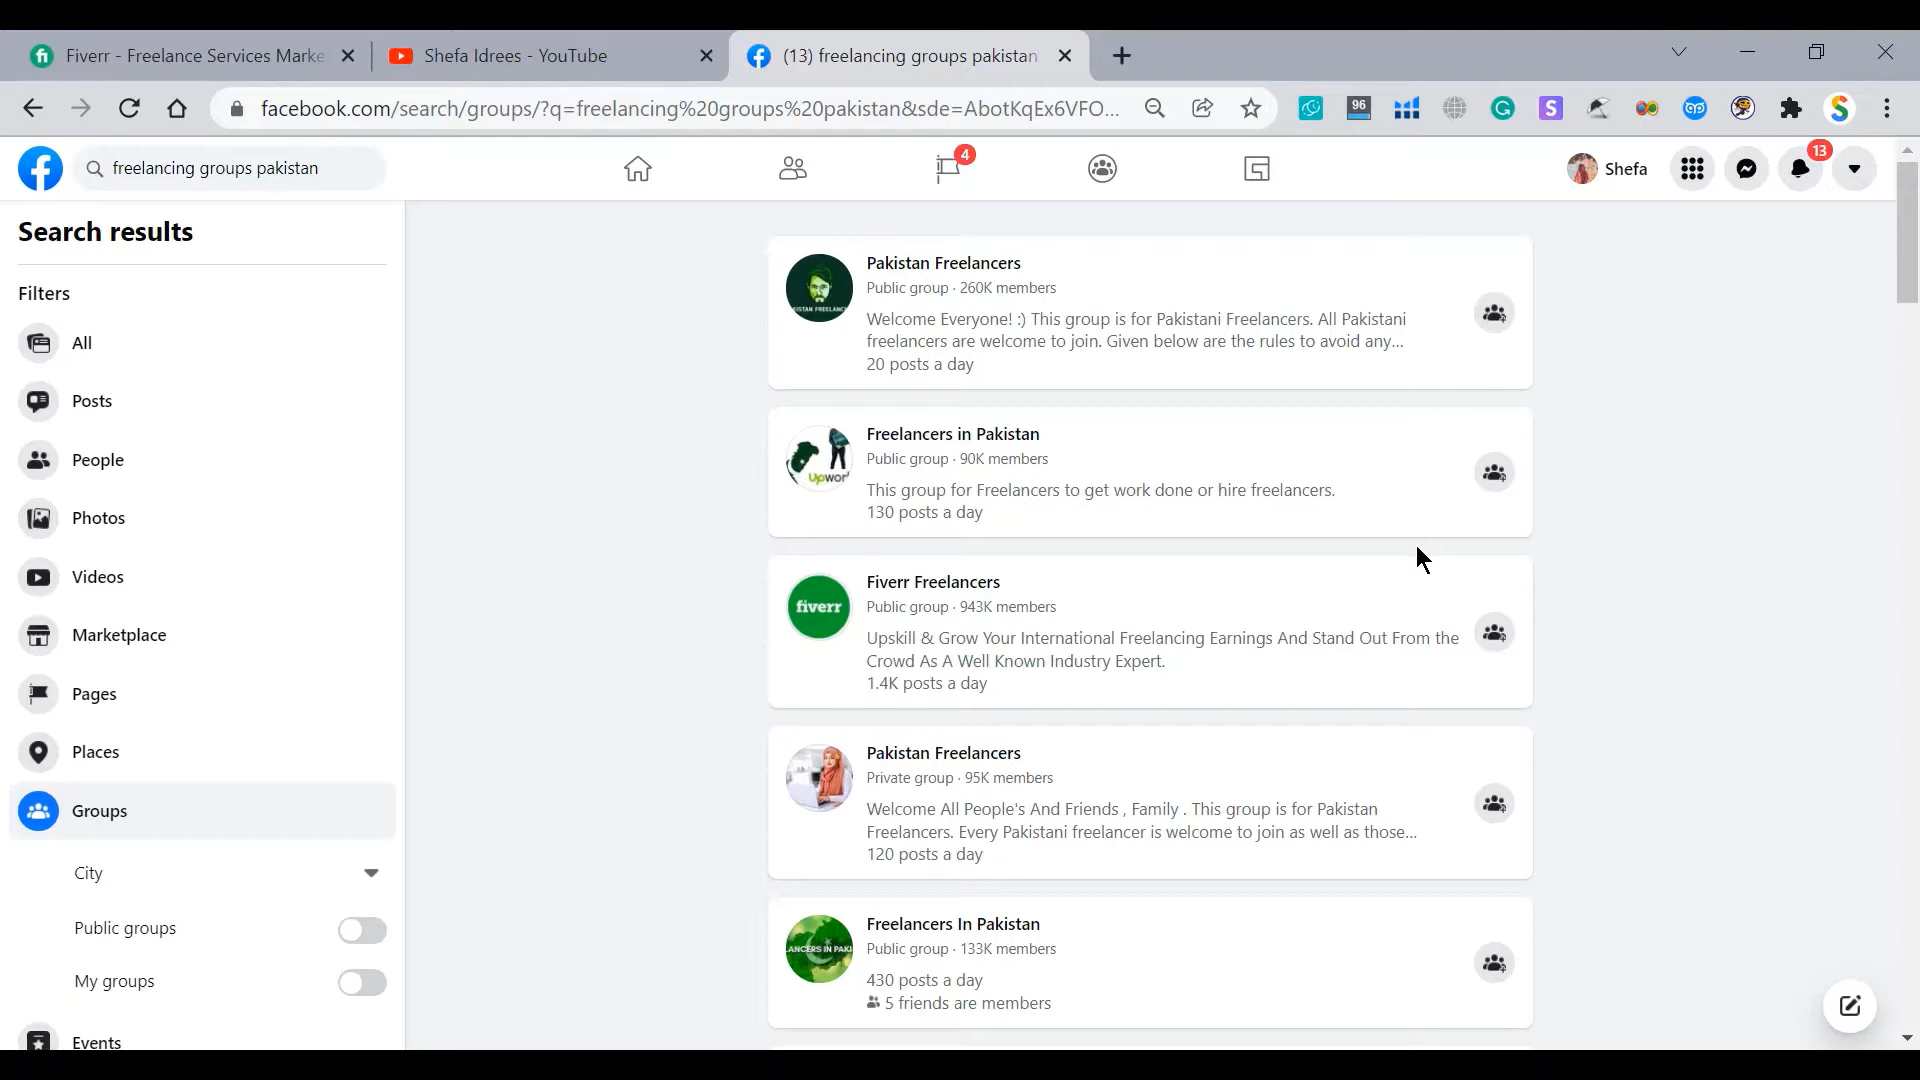 Fiverr - Freelance Services Marke
Shefa Idrees - YouTube
(13) freelancing groups pakistan
facebook.com/search/groups/?q=freelancing%20groups%20pakistan&sde=AbotKqEx6VFO...
96
freelancing groups pakistan
4
Shefa
13
Search results
Filters
All
Posts
People
Photos
Videos
Marketplace
Pages
Places
Groups
City
Public groups
My groups
Events
Pakistan Freelancers
Public group · 260K members
Welcome Everyone! :) This group is for Pakistani Freelancers. All Pakistani
freelancers are welcome to join. Given below are the rules to avoid any...
20 posts a day
Upwor
Freelancers in Pakistan
Public group · 90K members
This group for Freelancers to get work done or hire freelancers.
130 posts a day
fiverr
Fiverr Freelancers
Public group · 943K members
Upskill & Grow Your International Freelancing Earnings And Stand Out From the
Crowd As A Well Known Industry Expert.
1.4K posts a day
Pakistan Freelancers
Private group · 95K members
Welcome All People's And Friends , Family . This group is for Pakistan
Freelancers. Every Pakistani freelancer is welcome to join as well as those...
120 posts a day
LANCERS IN PAKI
Freelancers In Pakistan
Public group · 133K members
430 posts a day
5 friends are members